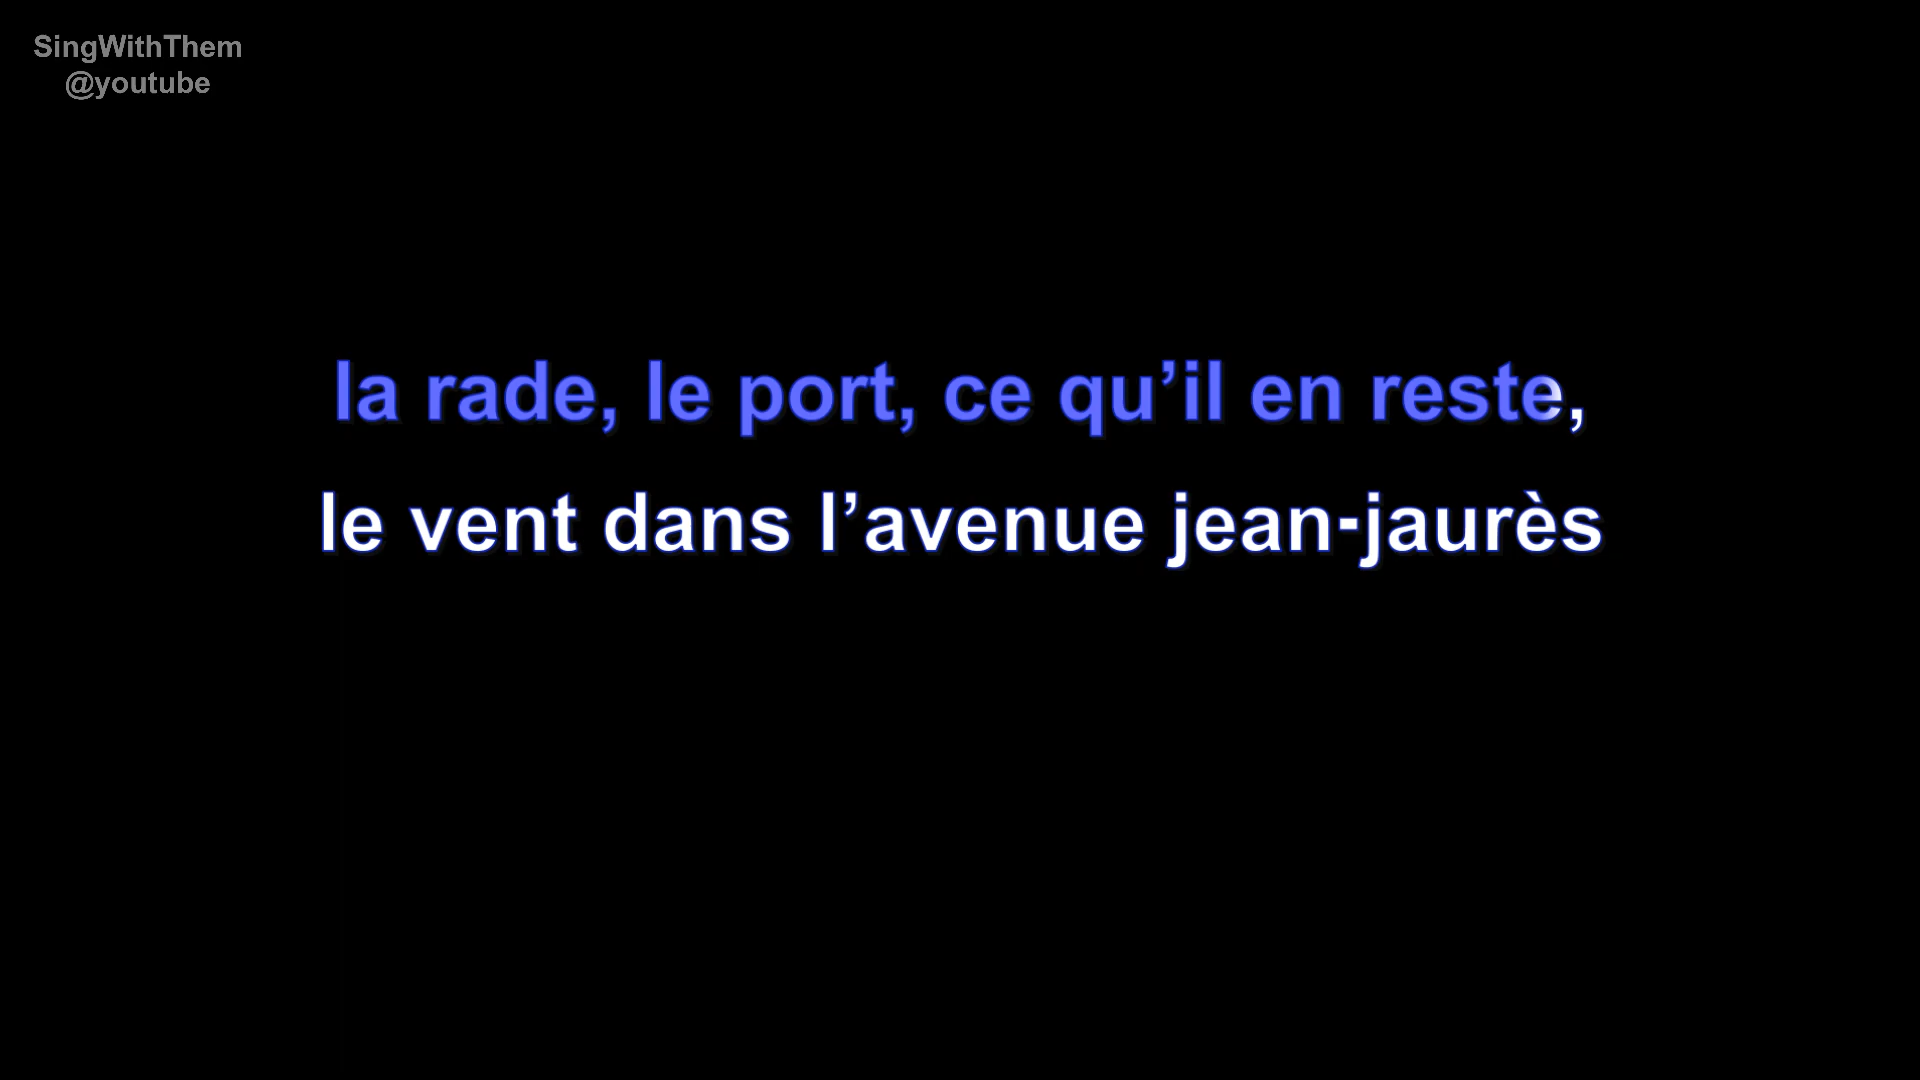 SingWithThem
@youtube
la rade, le port, ce qu’il en reste,
le vent dans l’avenue jean-jaurès